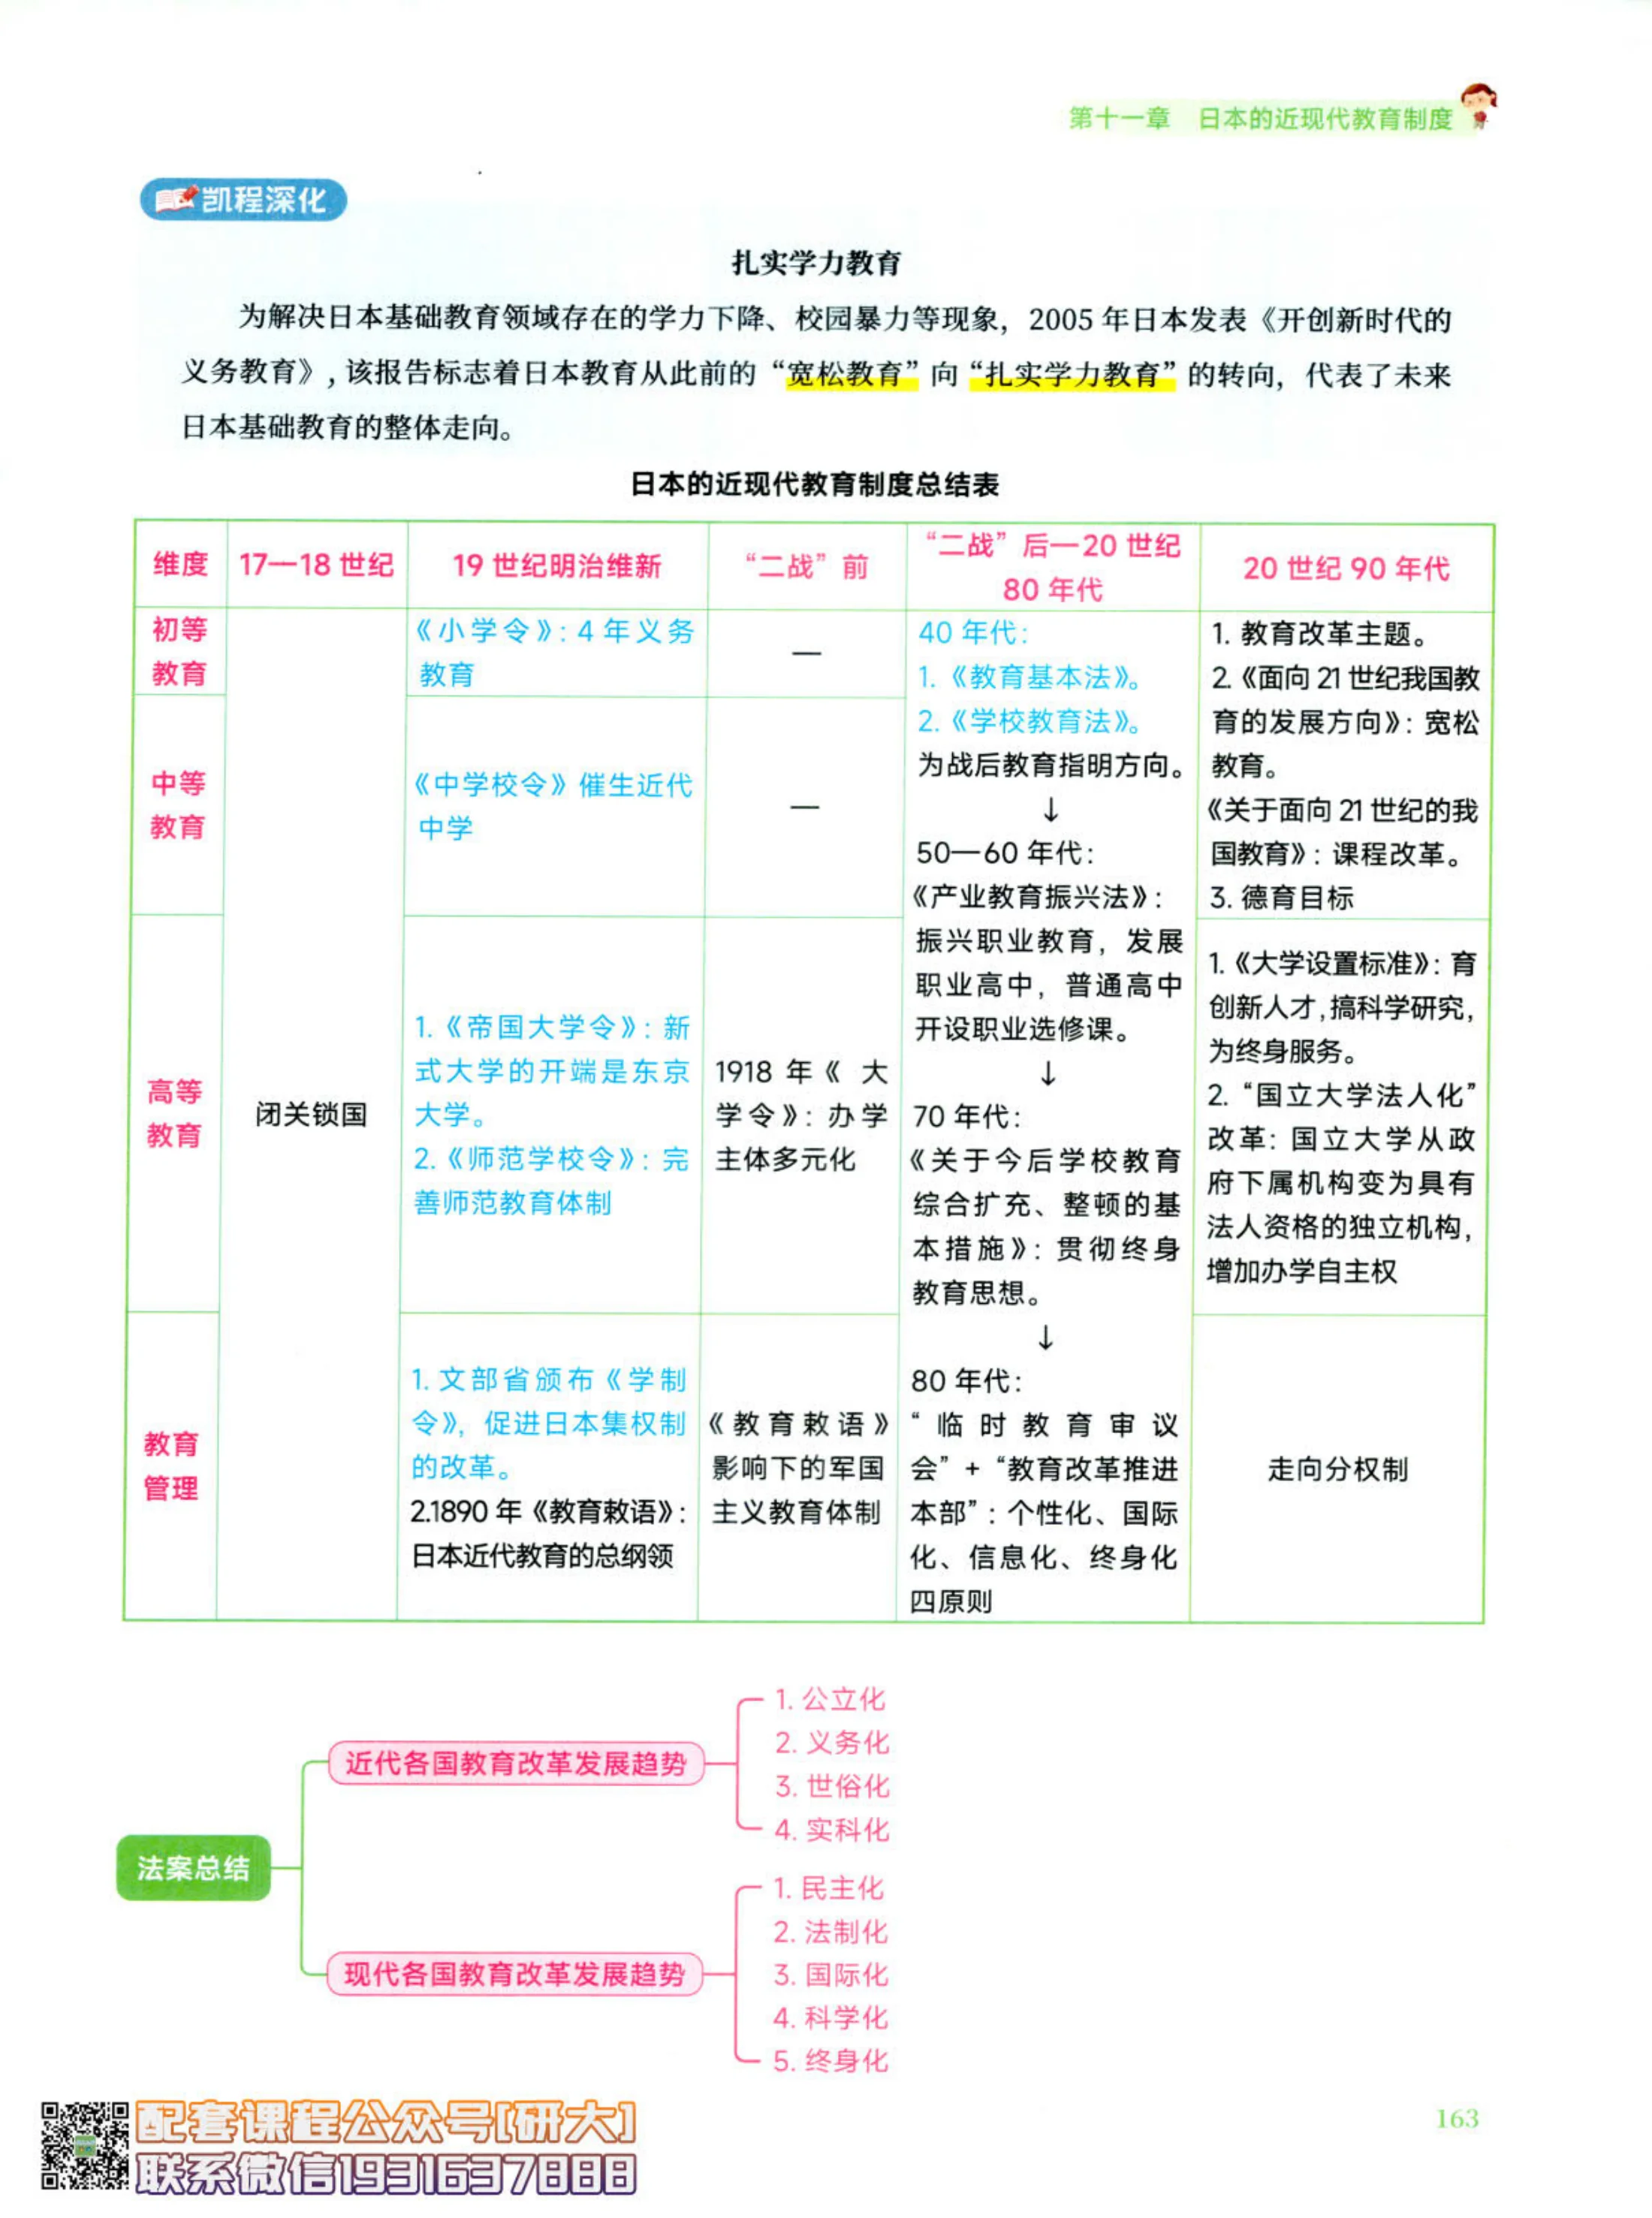 第十一章 日本的近现代教育制度
凯程深化
扎实学力教育
为解决日本基础教育领域存在的学力下降、校园暴力等现象，2005 年日本发表《开创新时代的
义务教育》，该报告标志着日本教育从此前的“宽松教育”向“扎实学力教育”的转向，代表了未来
日本基础教育的整体走向。
日本的近现代教育制度总结表
维度
17—18 世纪
19 世纪明治维新
“二战”前
“二战”后—20 世纪
80 年代
20 世纪 90 年代
初等
教育
《小学令》：4 年义务
教育
—
中等
教育
《中学校令》催生近代
中学
—
高等
教育
闭关锁国
1.《帝国大学令》：新
式大学的开端是东京
大学。
2.《师范学校令》：完
善师范教育体制
1918 年《大
学令》：办学
主体多元化
教育
管理
1. 文部省颁布《学制
令》，促进日本集权制
的改革。
2.1890 年《教育敕语》：
日本近代教育的总纲领
《教育敕语》
影响下的军国
主义教育体制
40 年代：
1.《教育基本法》。
2.《学校教育法》。
为战后教育指明方向。
↓
50—60 年代：
《产业教育振兴法》：
振兴职业教育，发展
职业高中，普通高中
开设职业选修课。
↓
70 年代：
《关于今后学校教育
综合扩充、整顿的基
本措施》：贯彻终身
教育思想。
↓
80 年代：
“临时教育审议
会”+“教育改革推进
本部”：个性化、国际
化、信息化、终身化
四原则
1. 教育改革主题。
2.《面向 21 世纪我国教
育的发展方向》：宽松
教育。
《关于面向 21 世纪的我
国教育》：课程改革。
3. 德育目标
1.《大学设置标准》：育
创新人才，搞科学研究，
为终身服务。
2. “国立大学法人化”
改革：国立大学从政
府下属机构变为具有
法人资格的独立机构，
增加办学自主权
走向分权制
法案总结
近代各国教育改革发展趋势
1. 公立化
2. 义务化
3. 世俗化
4. 实科化
现代各国教育改革发展趋势
1. 民主化
2. 法制化
3. 国际化
4. 科学化
5. 终身化
配套课程公众号[研大]
联系微信1931637888
163